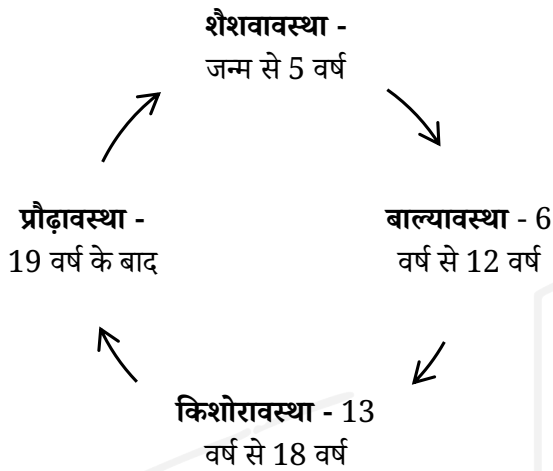 शैशवावस्था -
जन्म से 5 वर्ष
प्रौढ़ावस्था -
19 वर्ष के बाद
बाल्यावस्था - 6
वर्ष से 12 वर्ष
किशोरावस्था - 13
वर्ष से 18 वर्ष